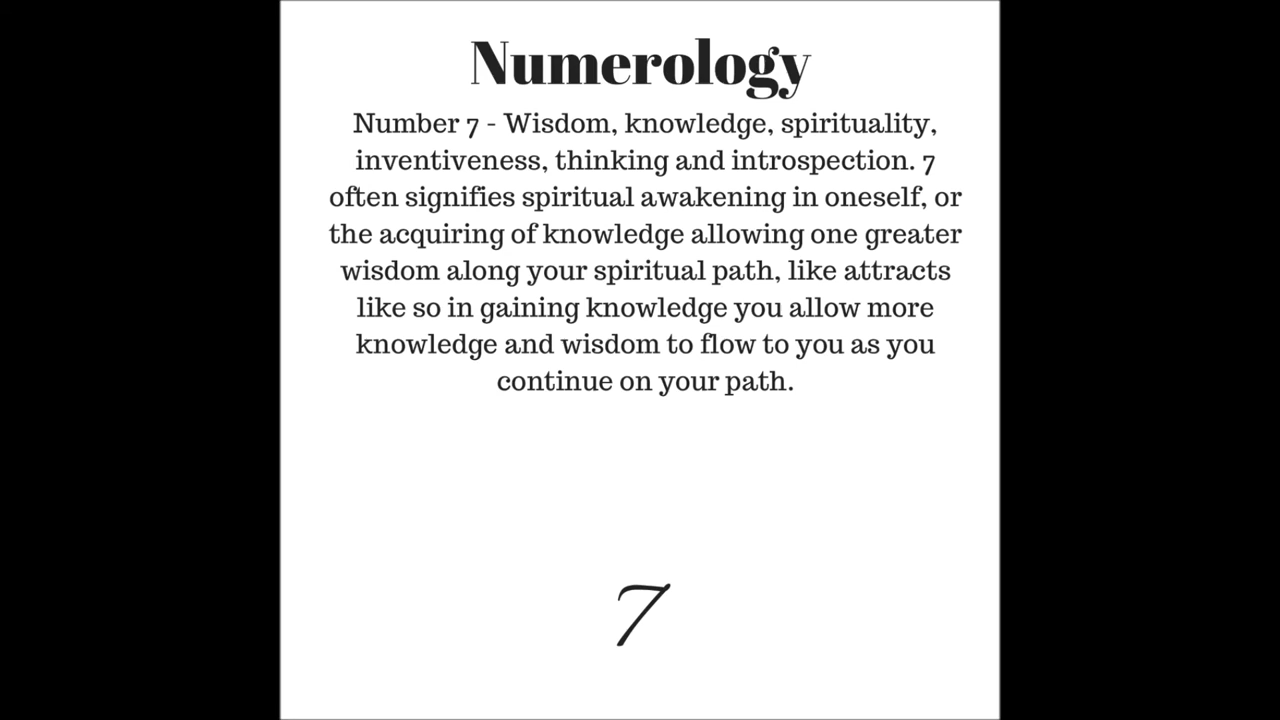 Numerology
Number 7 - Wisdom, knowledge, spirituality,
inventiveness, thinking and introspection. 7
often signifies spiritual awakening in oneself, or
the acquiring of knowledge allowing one greater
wisdom along your spiritual path, like attracts
like so in gaining knowledge you allow more
knowledge and wisdom to flow to you as you
continue on your path.
7